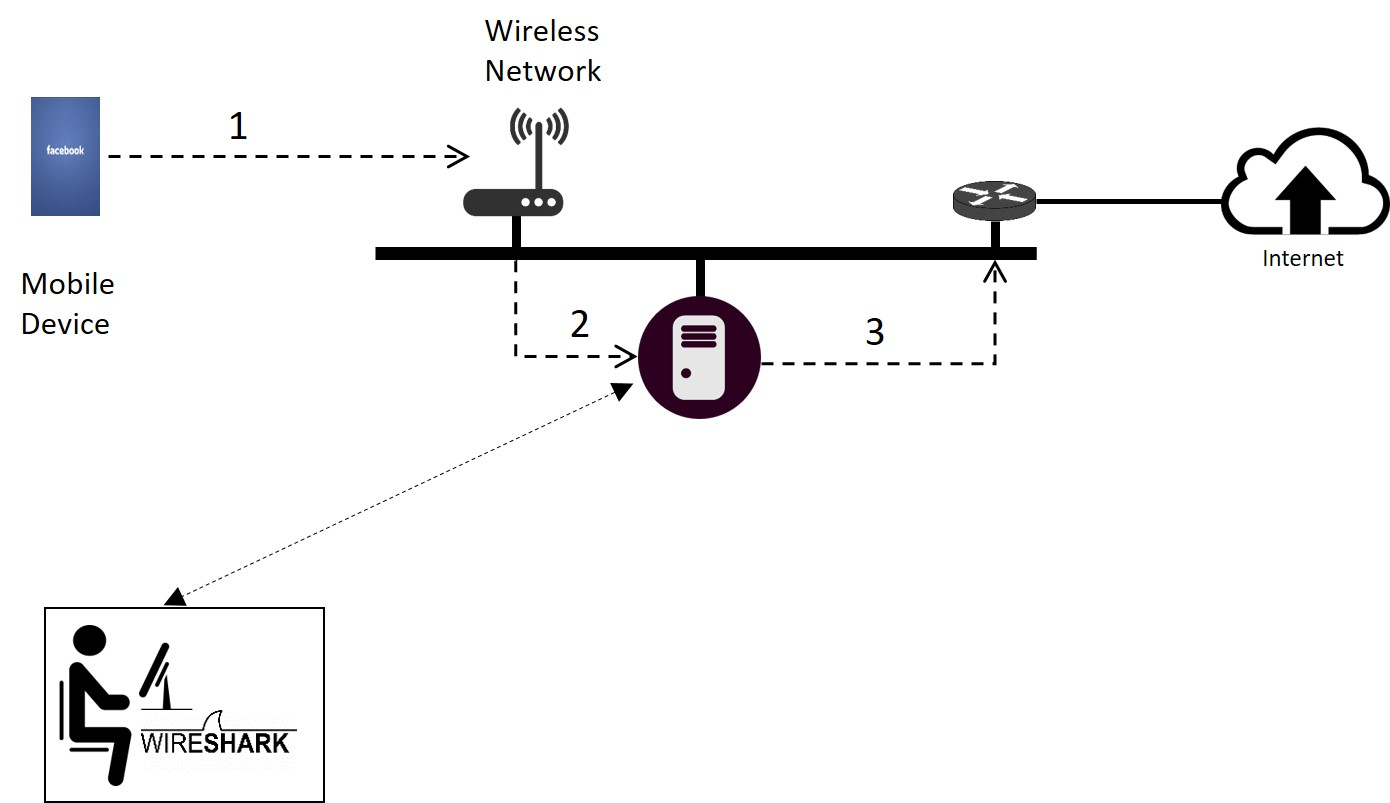 Wireless
Network
facebook
1
Mobile
Device
2
3
Internet
WIRESHARK